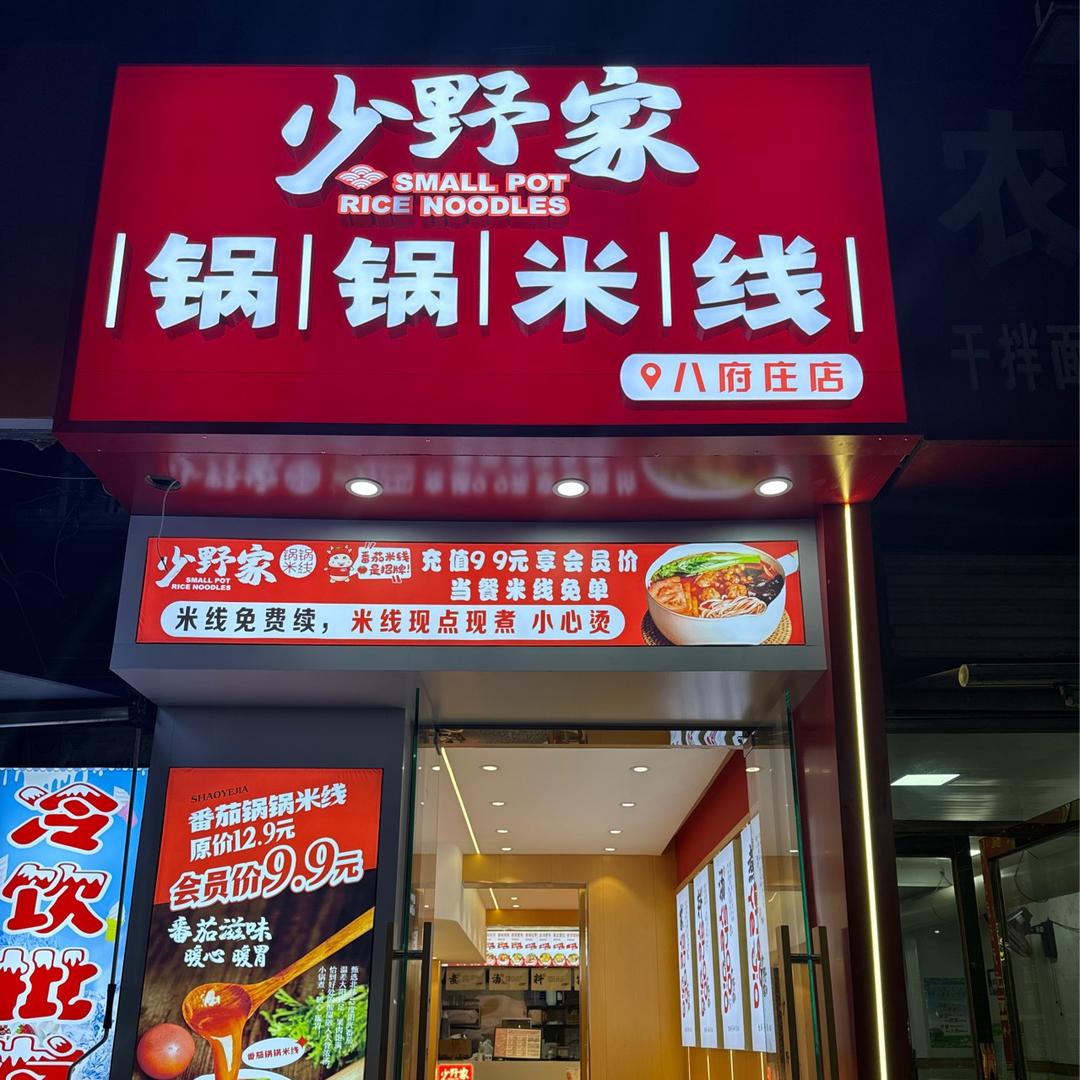 少野家
SMALL POT
RICE NOODLES
锅锅米线
八府庄店
少野家
SMALL POT
RICE NOODLES
锅锅
米线
番茄米线
是招牌!
充值99元享会员价
当餐米线免单
米线免费续，米线现点现煮 小心烫
SHAOYEJIA
番茄锅锅米线
原价12.9元
会员价9.9元
番茄滋味
暖心 暖胃
番茄锅锅米线
冷
饮
批
农
干拌面
少野家